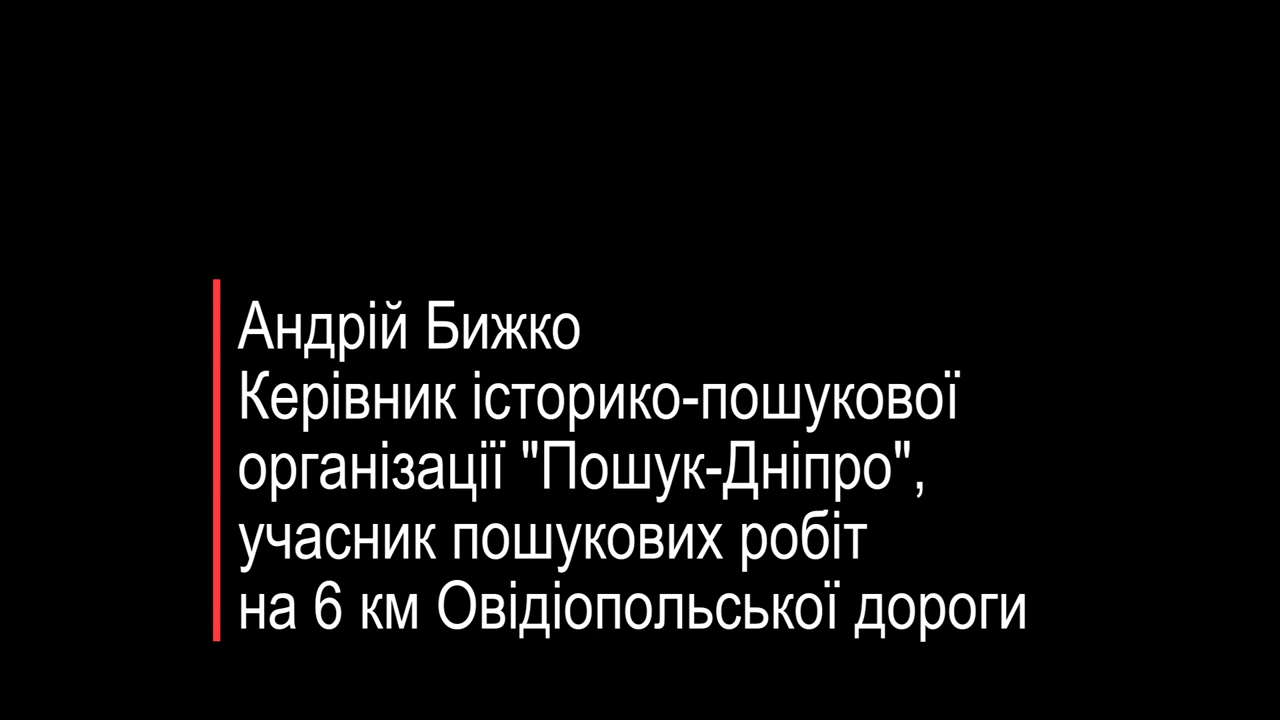 Андрій Бижко
Керівник історико-пошукової
організації "Пошук-Дніпро",
учасник пошукових робіт
на 6 км Овідіопольської дороги